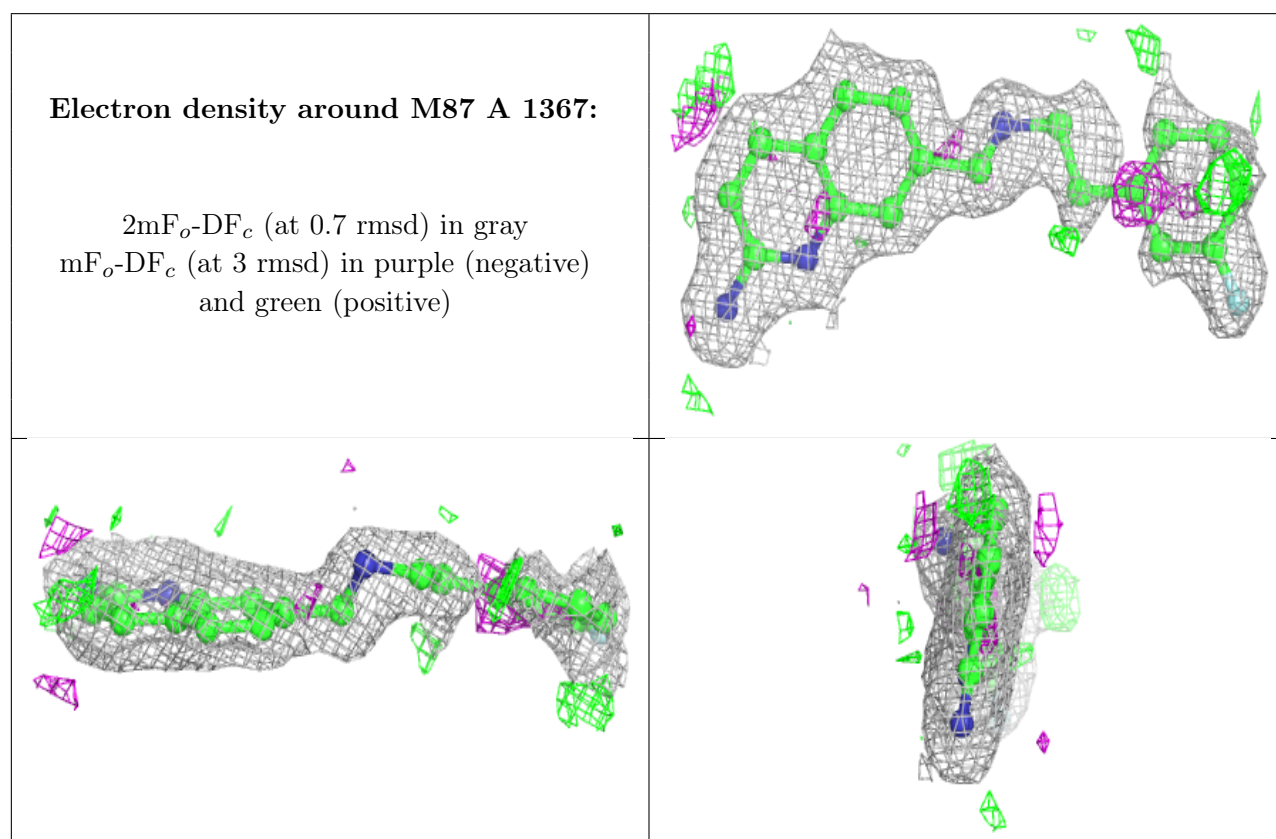 Electron density around M87 A 1367:
2mFo-DFc (at 0.7 rmsd) in gray
mFo-DFc (at 3 rmsd) in purple (negative)
and green (positive)